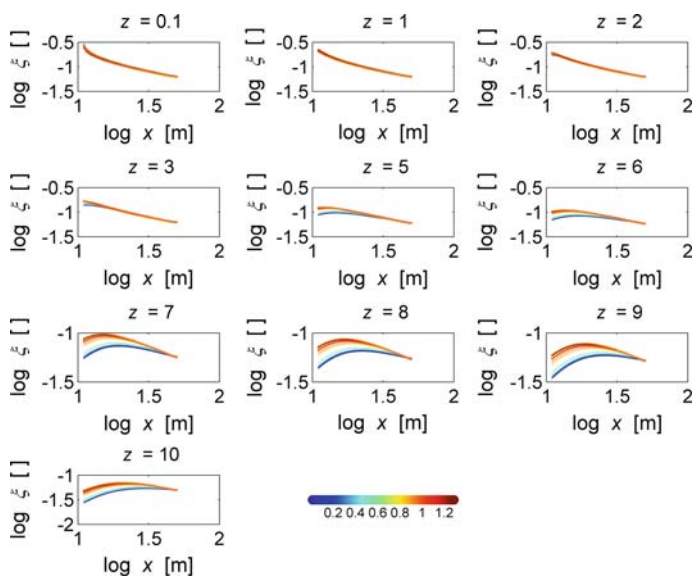 z = 0.1
z = 1
z = 2
log ξ [ ]
-0.5
-1
-1.5
1
1.5
2
log x [m]
log ξ [ ]
-0.5
-1
-1.5
1
1.5
2
log x [m]
log ξ [ ]
-0.5
-1
-1.5
1
1.5
2
log x [m]
z = 3
z = 5
z = 6
log ξ [ ]
-0.5
-1
-1.5
1
1.5
2
log x [m]
log ξ [ ]
-0.5
-1
-1.5
1
1.5
2
log x [m]
log ξ [ ]
-0.5
-1
-1.5
1
1.5
2
log x [m]
z = 7
z = 8
z = 9
log ξ [ ]
-1
-1.5
1
1.5
2
log x [m]
log ξ [ ]
-1
-1.5
1
1.5
2
log x [m]
log ξ [ ]
-1
-1.5
1
1.5
2
log x [m]
z = 10
log ξ [ ]
-1
-1.5
-2
1
1.5
2
log x [m]
0.2 0.4 0.6 0.8 1 1.2